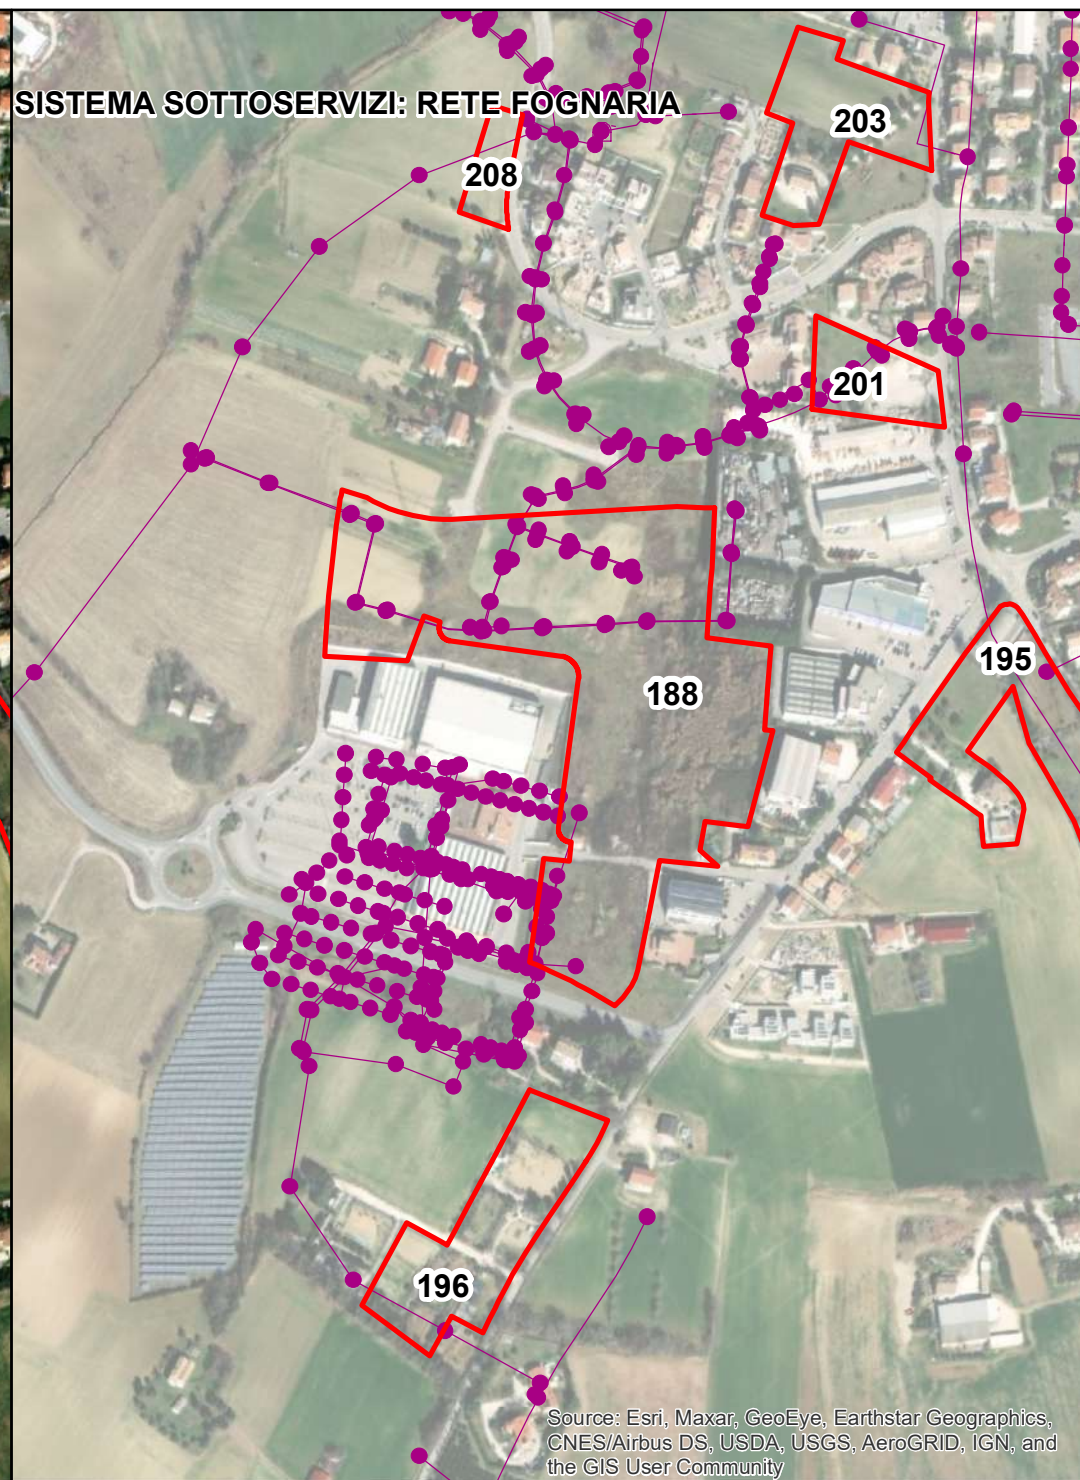 SISTEMA SOTTOSERVIZI: RETE FOGNARIA
203
208
201
195
188
196
Source: Esri, Maxar, GeoEye, Earthstar Geographics,
CNES/Airbus DS, USDA, USGS, AeroGRID, IGN, and
the GIS User Community